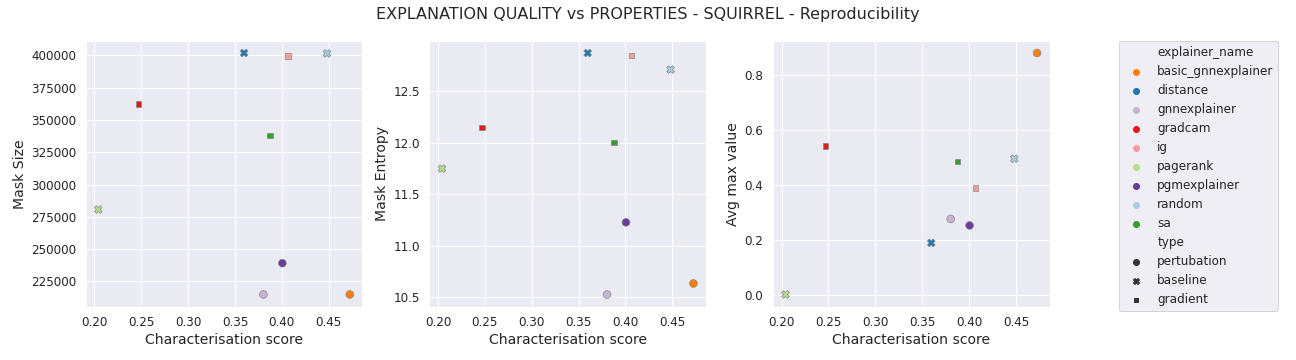 EXPLANATION QUALITY vs PROPERTIES - SQUIRREL - Reproducibility
Mask Size
400000
375000
350000
325000
300000
275000
250000
225000
0.20 0.25 0.30 0.35 0.40 0.45
Characterisation score
Mask Entropy
12.5
12.0
11.5
11.0
10.5
0.20 0.25 0.30 0.35 0.40 0.45
Characterisation score
Avg max value
0.8
0.6
0.4
0.2
0.0
0.20 0.25 0.30 0.35 0.40 0.45
Characterisation score
explainer_name
basic_gnnexplainer
distance
gnnexplainer
gradcam
ig
pagerank
pgmexplainer
random
sa
type
pertubation
baseline
gradient